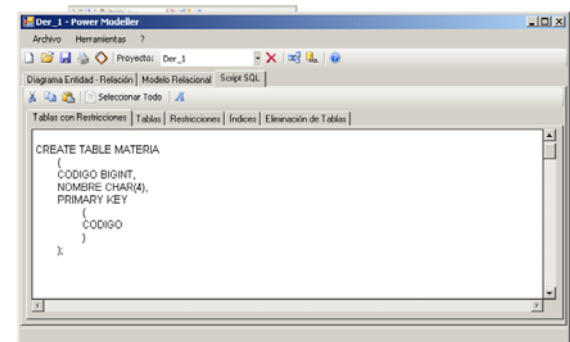 Der_1 - Power Modeller
Archivo Herramientas ?
Proyecto: Der_1
Diagrama Entidad - Relación Modelo Relacional Script SQL
Seleccionar Todo A
Tablas con Restricciones Tablas Restricciones Índices Eliminación de Tablas
CREATE TABLE MATERIA
(
CODIGO BIGINT,
NOMBRE CHAR(4),
PRIMARY KEY
(
CODIGO
)
);